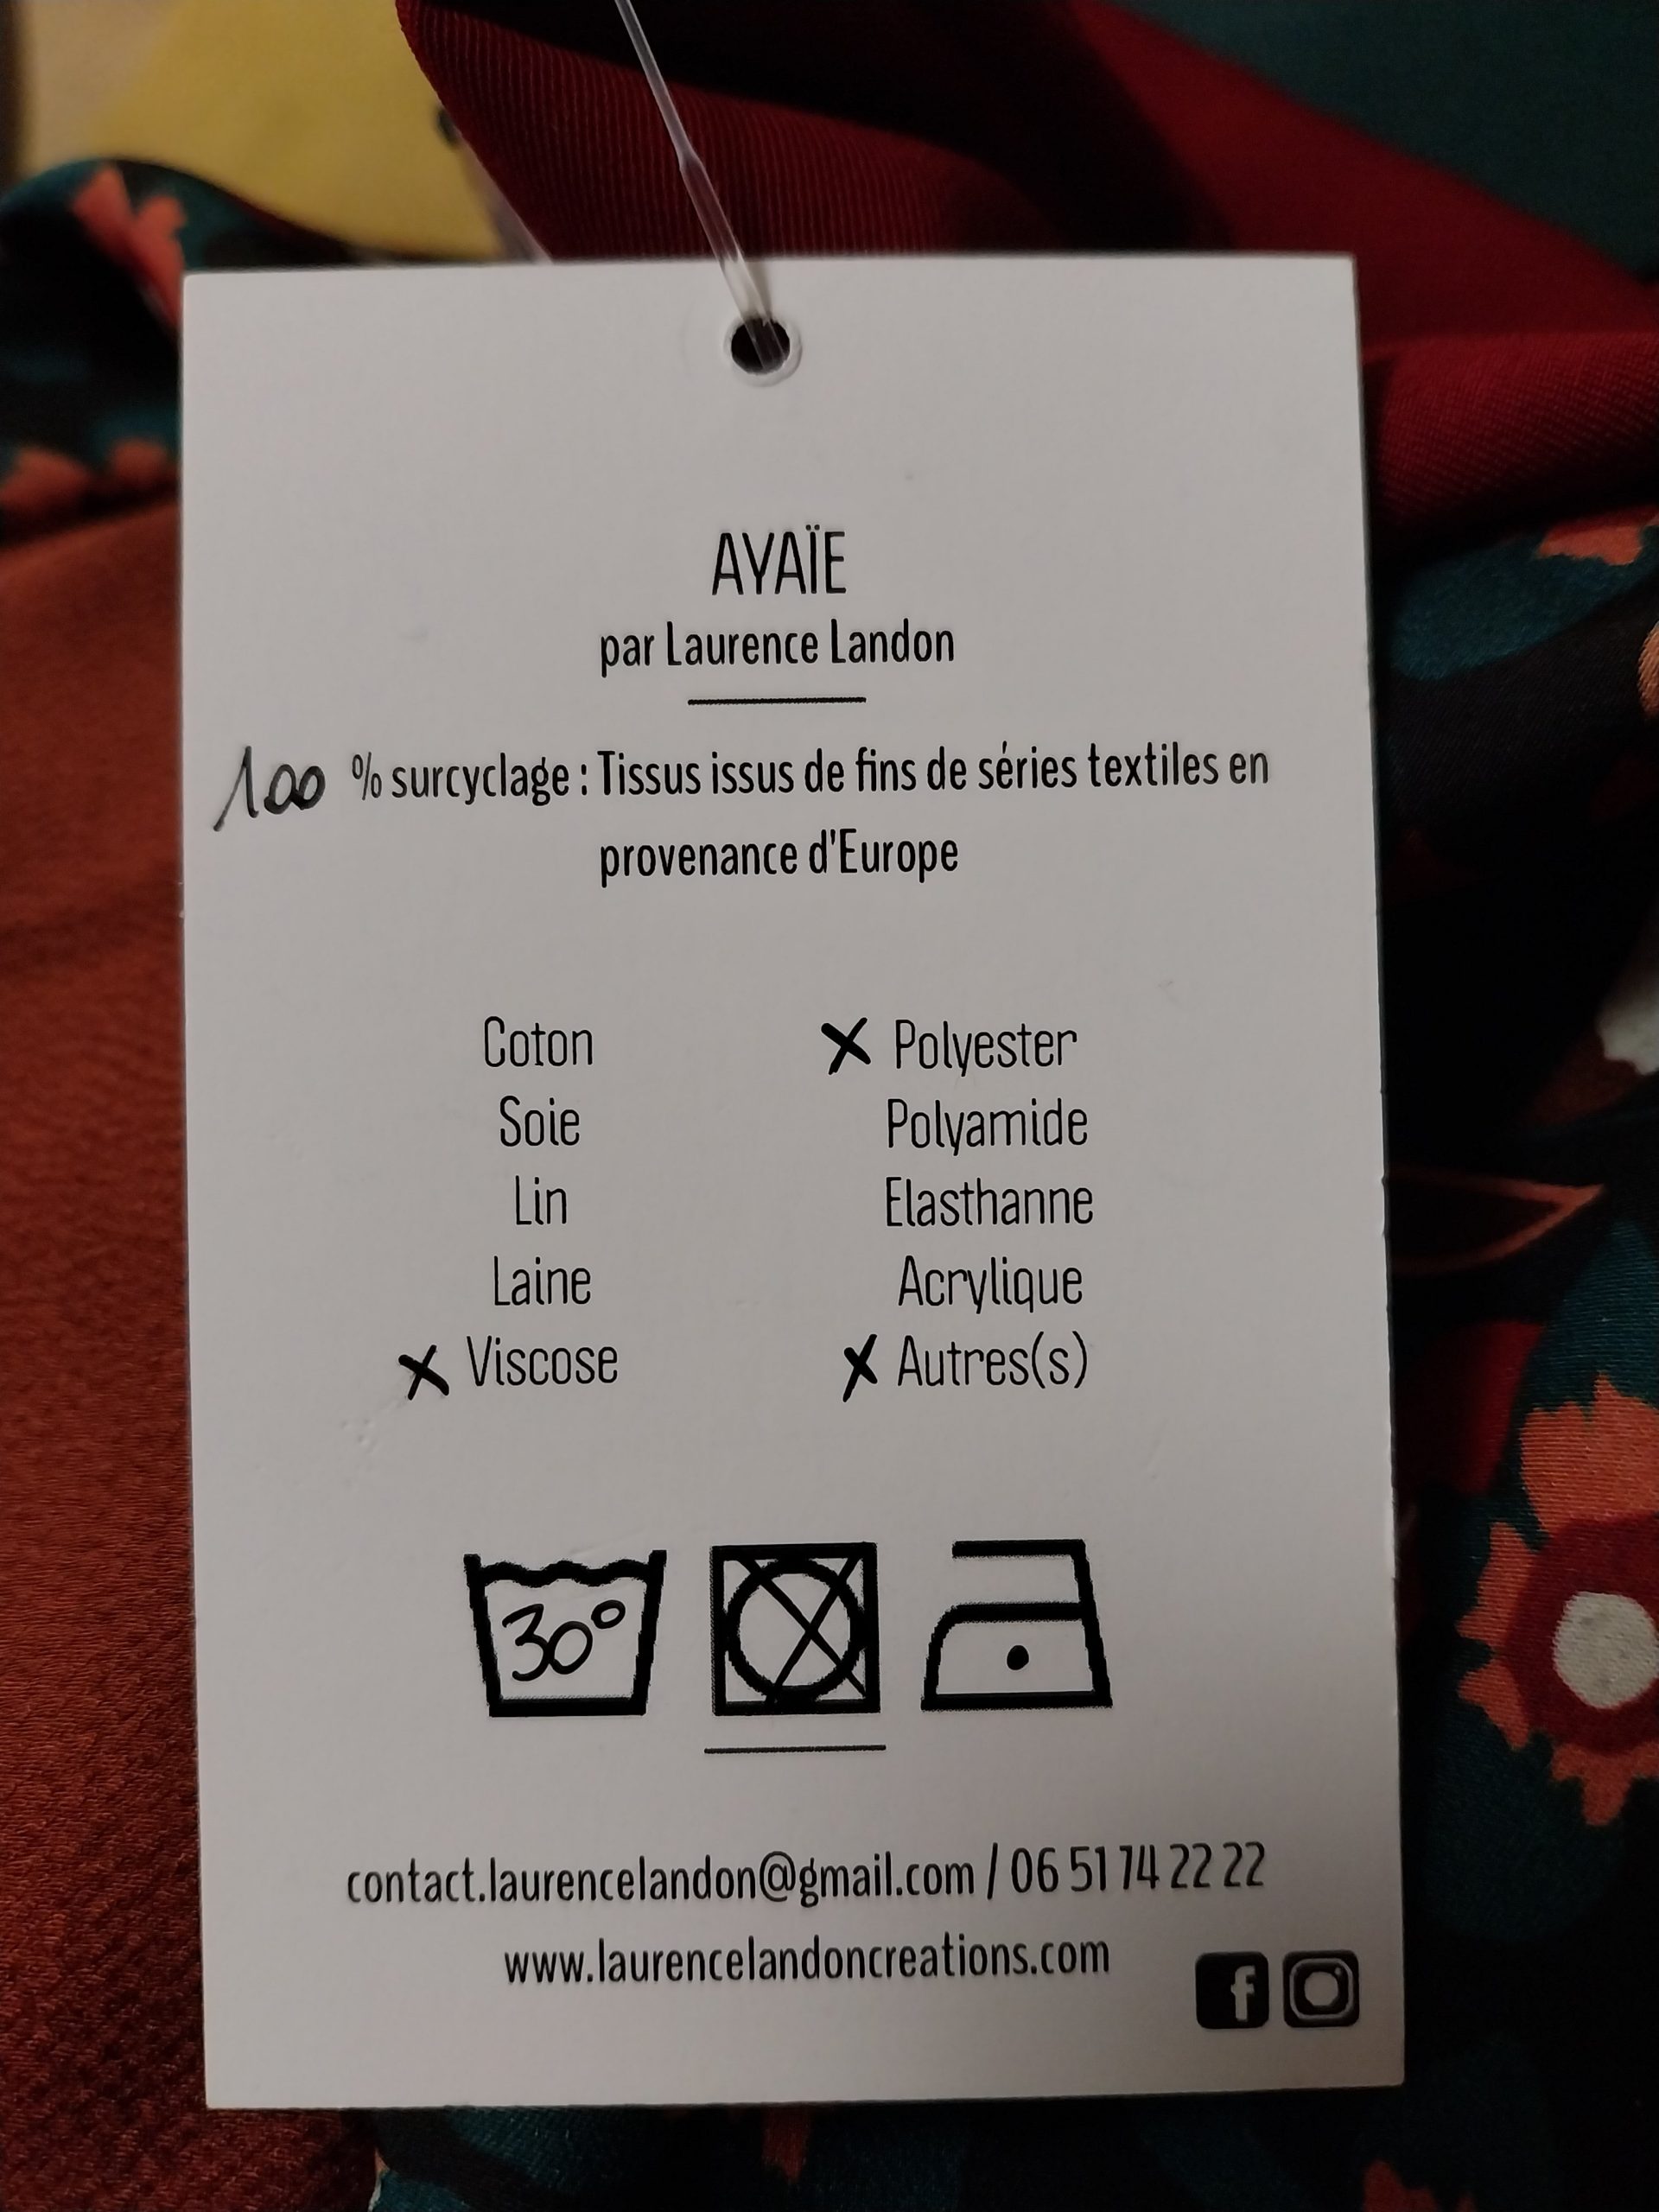 AYAÏE
par Laurence Landon
100 % surcyclage : Tissus issus de fins de séries textiles en
provenance d'Europe
Coton
Soie
Lin
Laine
X Viscose
X Polyester
Polyamide
Elasthanne
Acrylique
X Autres(s)
30°
contact.laurencelandon@gmail.com / 06 51 74 22 22
www.laurencelandoncreations.com
f